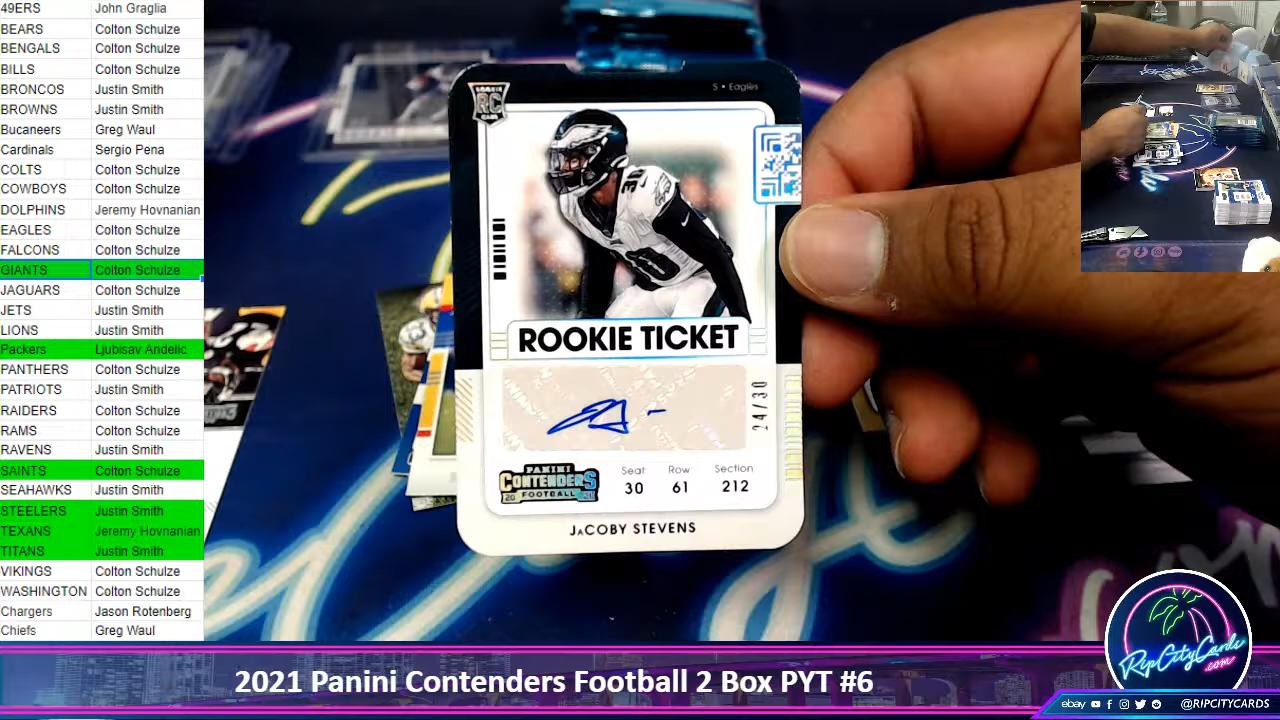 49ERS John Graglia
BEARS Colton Schulze
BENGALS Colton Schulze
BILLS Colton Schulze
BRONCOS Justin Smith
BROWNS Justin Smith
Bucaneers Greg Waul
Cardinals Sergio Pena
COLTS Colton Schulze
COWBOYS Colton Schulze
DOLPHINS Jeremy Hovnanian
EAGLES Colton Schulze
FALCONS Colton Schulze
GIANTS Colton Schulze
JAGUARS Colton Schulze
JETS Justin Smith
LIONS Justin Smith
Packers Ljubisav Andelic
PANTHERS Colton Schulze
PATRIOTS Justin Smith
RAIDERS Colton Schulze
RAMS Colton Schulze
RAVENS Justin Smith
SAINTS Colton Schulze
SEAHAWKS Justin Smith
STEELERS Justin Smith
TEXANS Jeremy Hovnanian
TITANS Justin Smith
VIKINGS Colton Schulze
WASHINGTON Colton Schulze
Chargers Jason Rotenberg
Chiefs Greg Waul
S • Eagles
RC
30
ROOKIE TICKET
24/30
PANINI
CONTENDERS
20 FOOTBALL 21
Seat Row Section
30 61 212
JaCOBY STEVENS
RipCityCards
.com
2021 Panini Contenders Football 2 Box PYT #6
ebay @RIPCITYCARDS